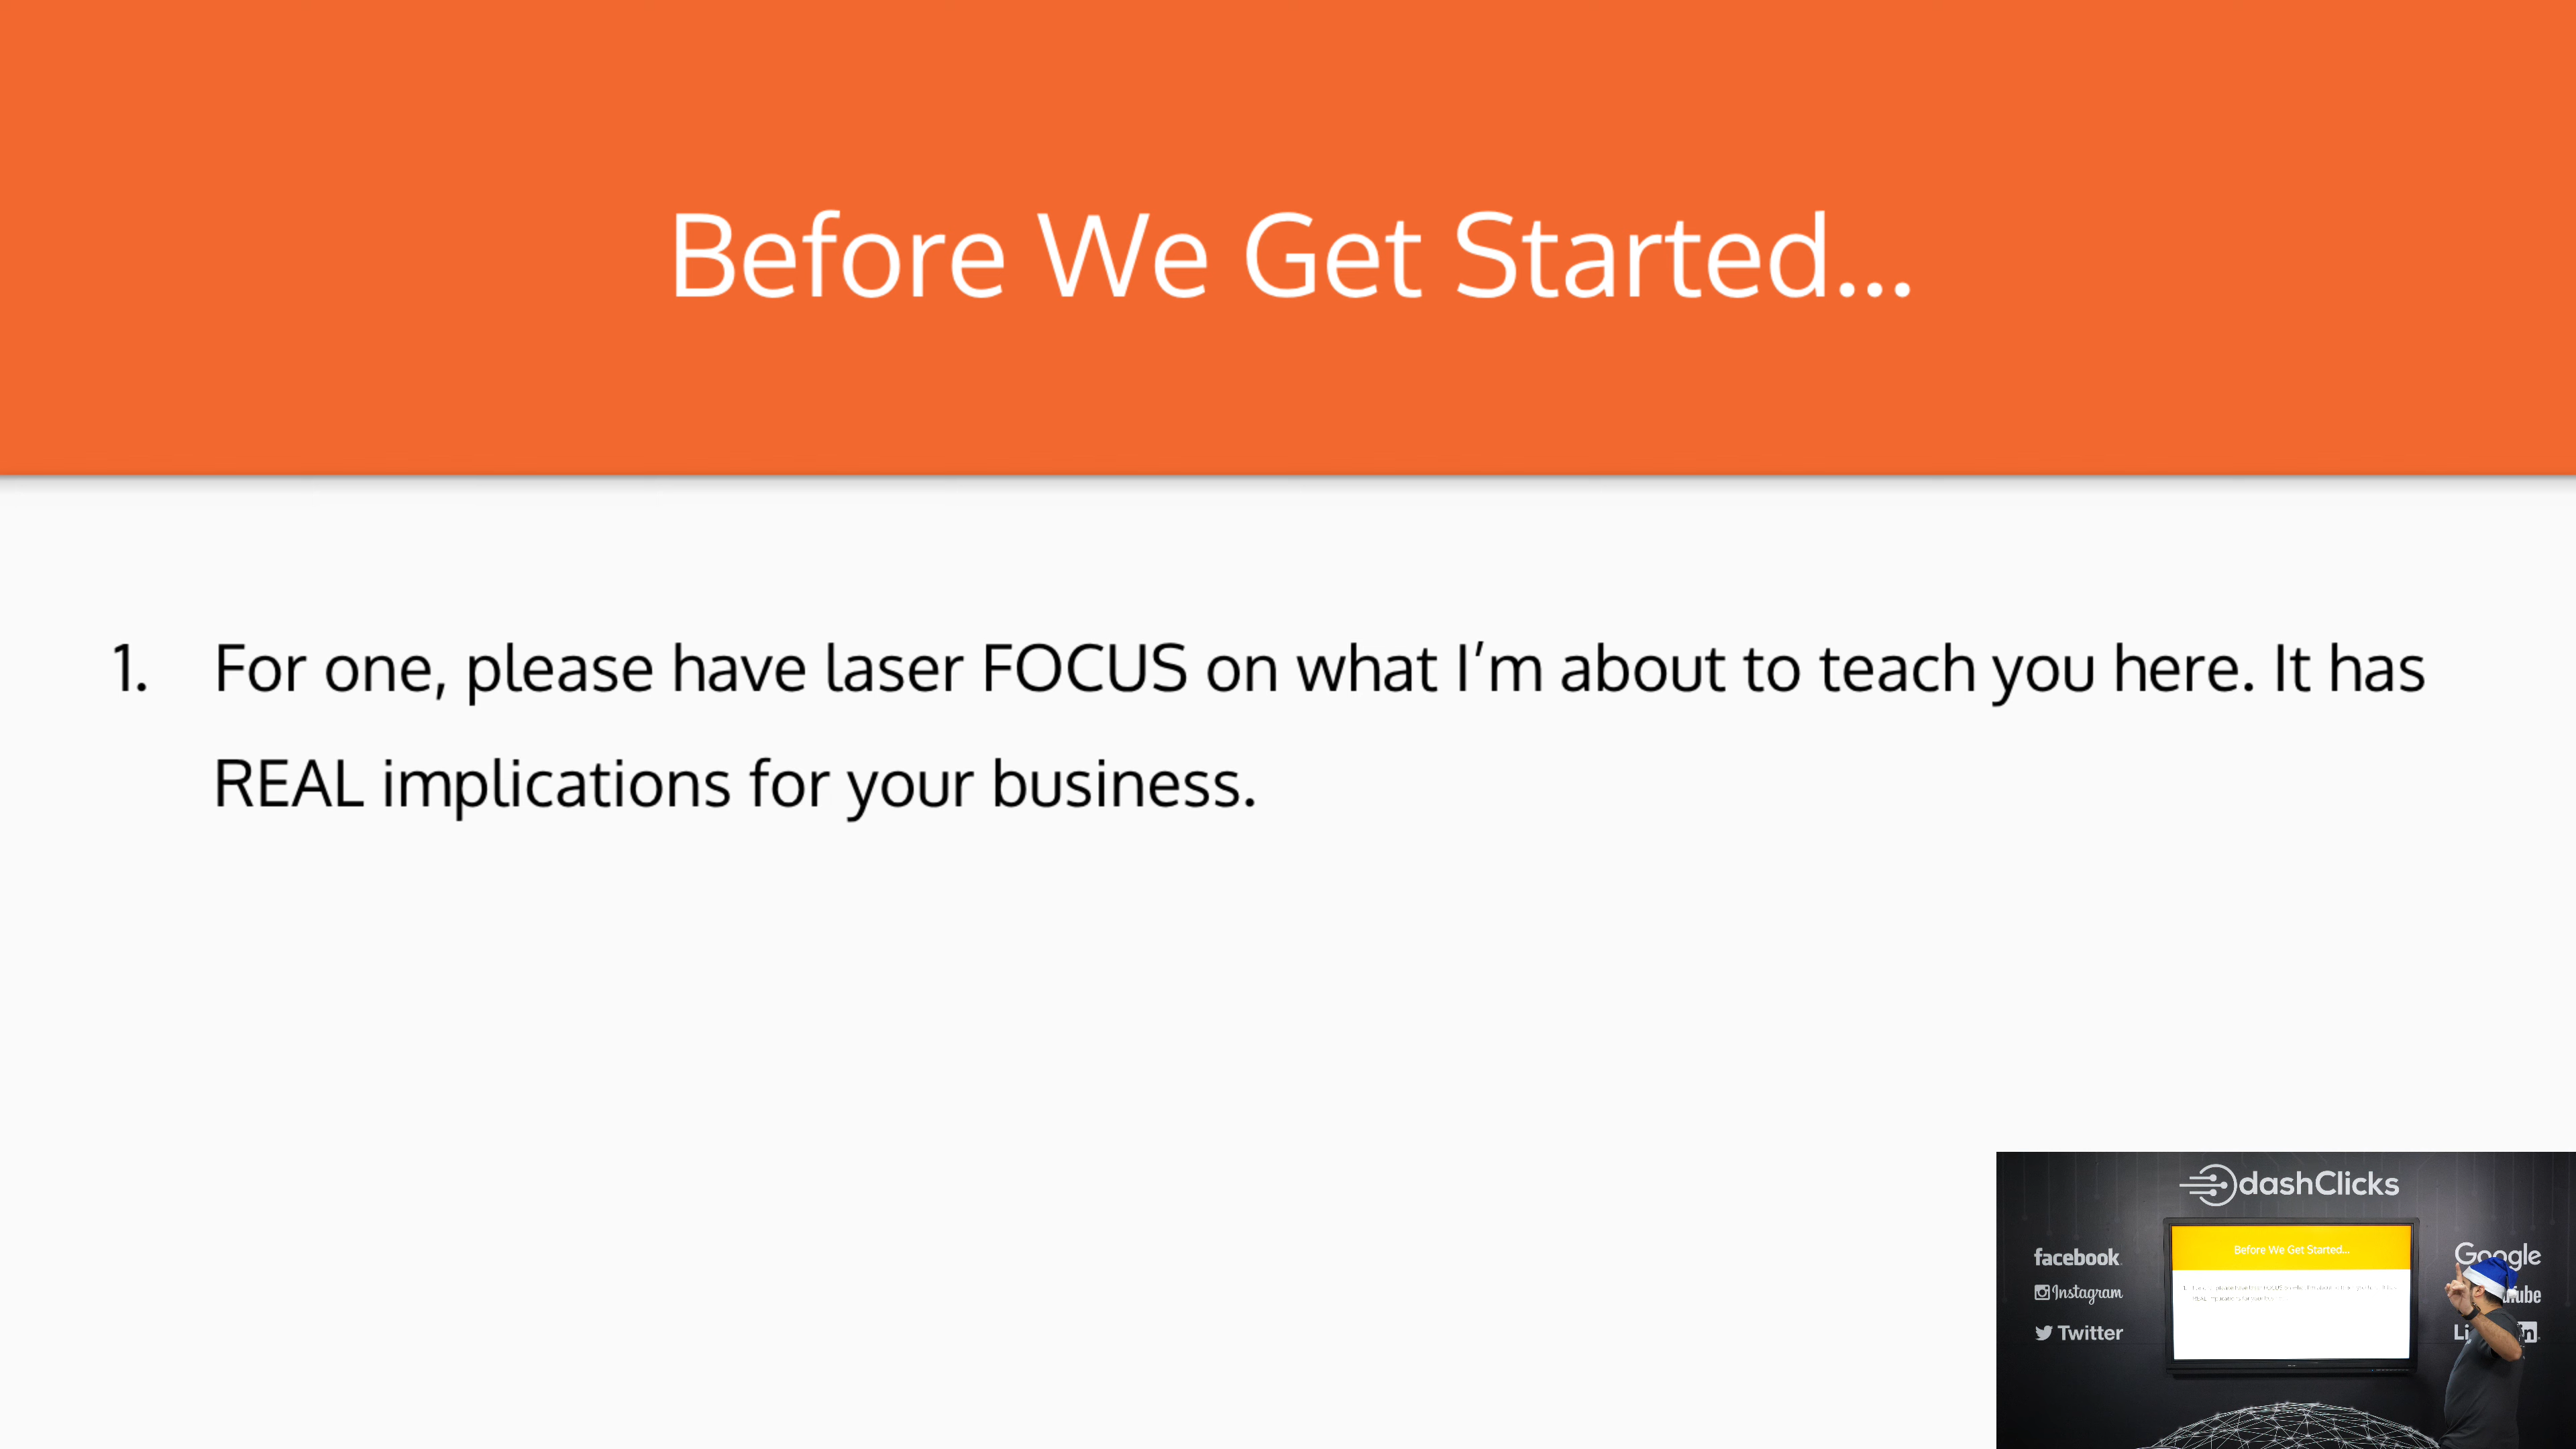 Before We Get Started...
1. For one, please have laser FOCUS on what I'm about to teach you here. It has
REAL implications for your business.
dashClicks
facebook
Instagram
Twitter
Before We Get Started...
Google